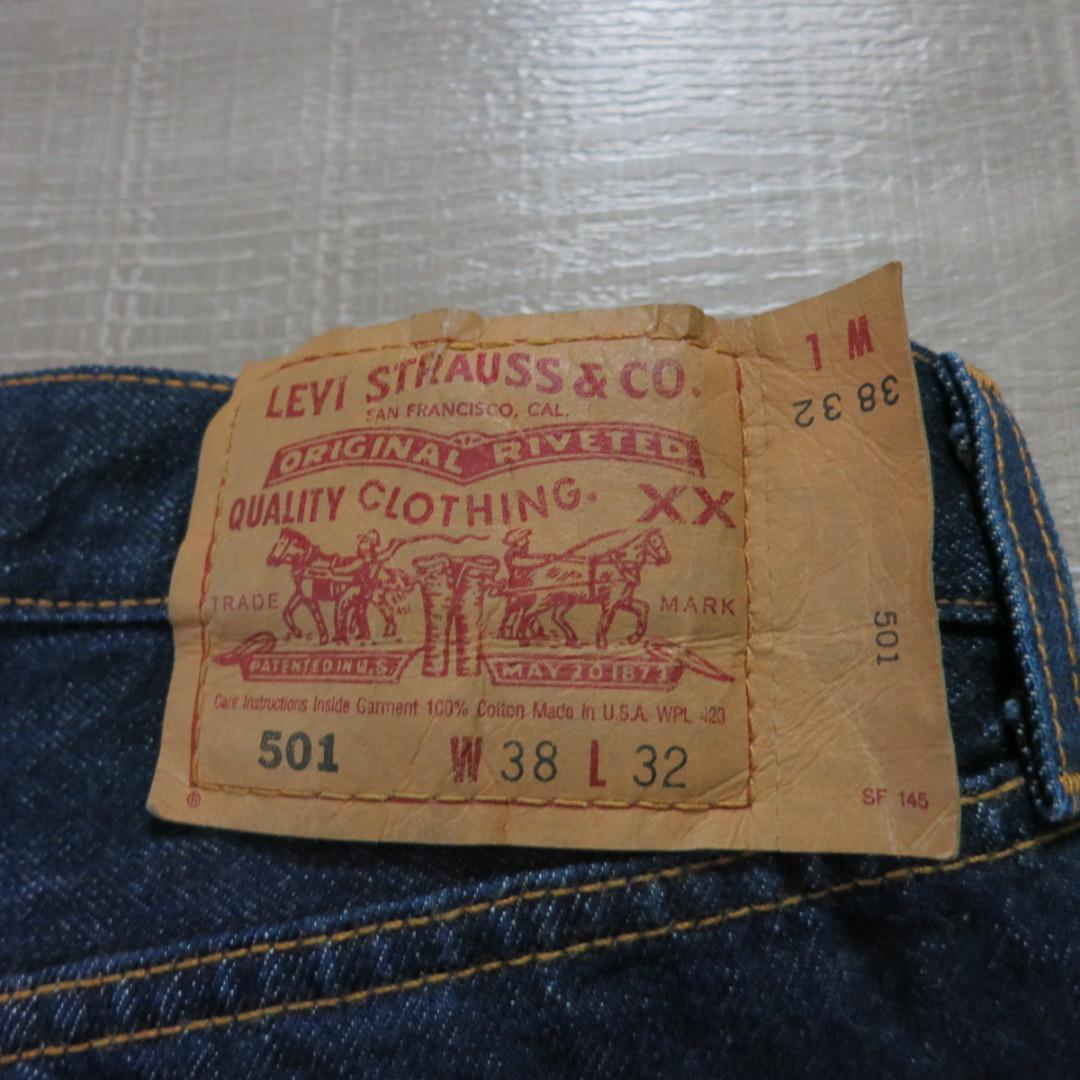 LEVI STRAUSS & CO.
SAN FRANCISCO, CAL.
ORIGINAL RIVETED
QUALITY CLOTHING. XX
TRADE MARK
PATENTED IN U.S. MAY 20 1873
Care Instructions Inside Garment 100% Cotton Made in U.S.A. WPL 423
501 W 38 L 32
®
W L
38 32
501
SF 145